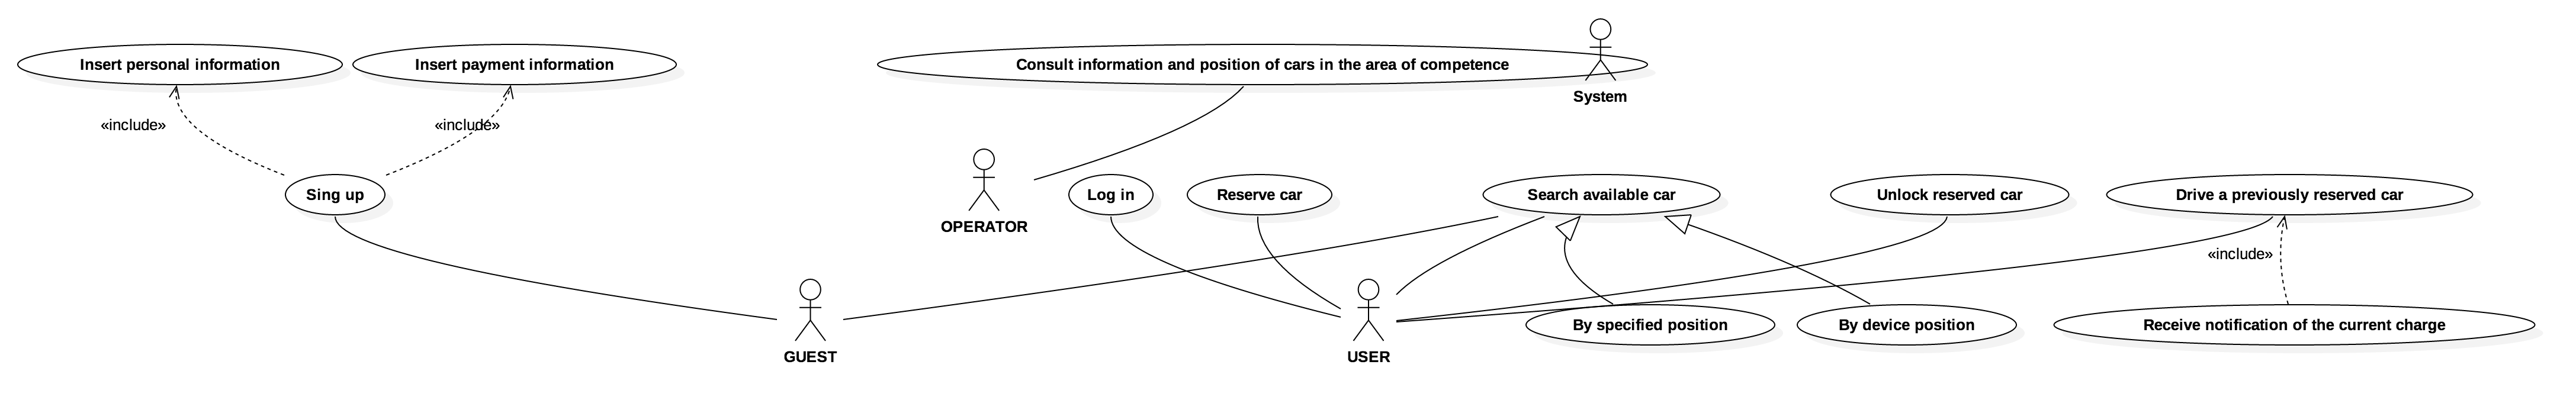 Insert personal information
Insert payment information
Consult information and position of cars in the area of competence
System
«include»
«include»
OPERATOR
Sing up
Log in
Reserve car
Search available car
Unlock reserved car
Drive a previously reserved car
«include»
GUEST
USER
By specified position
By device position
Receive notification of the current charge